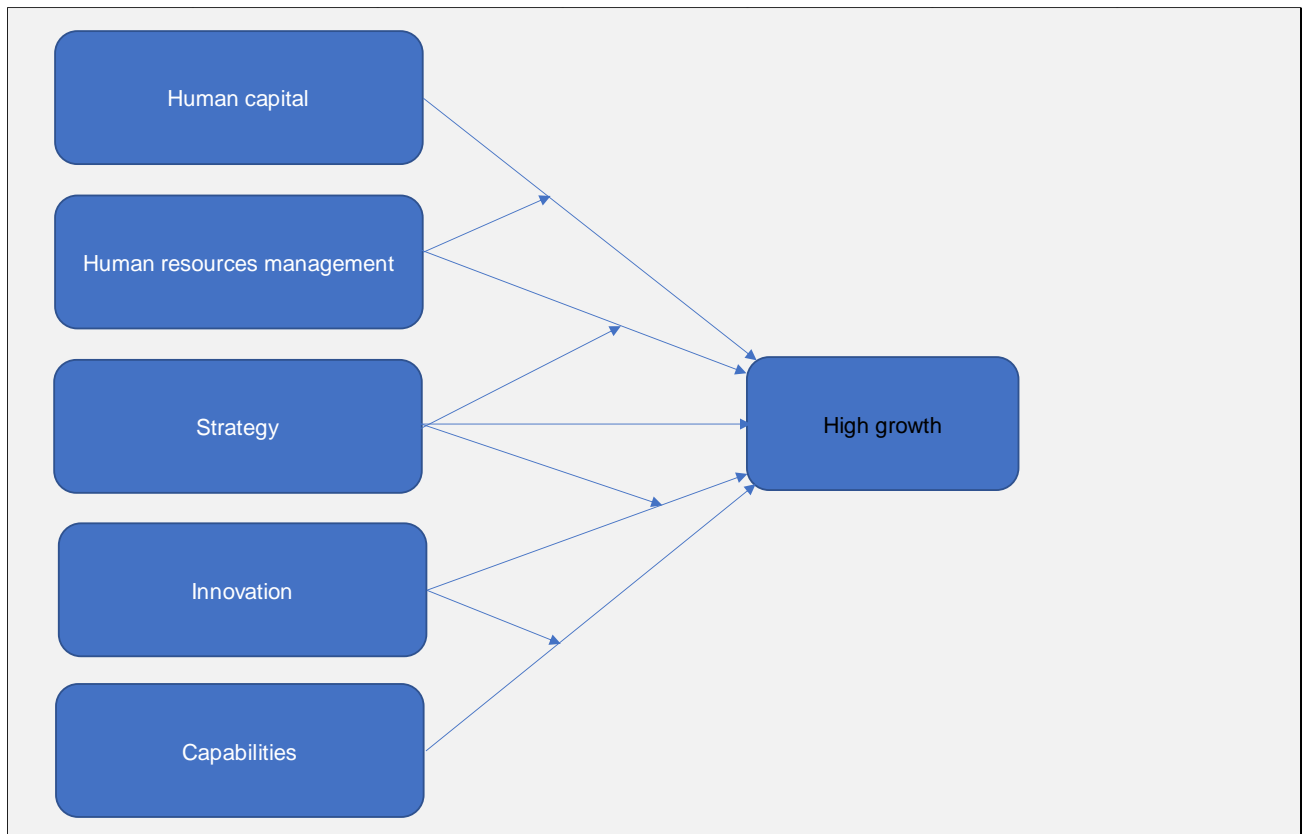 Human capital
Human resources management
Strategy
High growth
Innovation
Capabilities